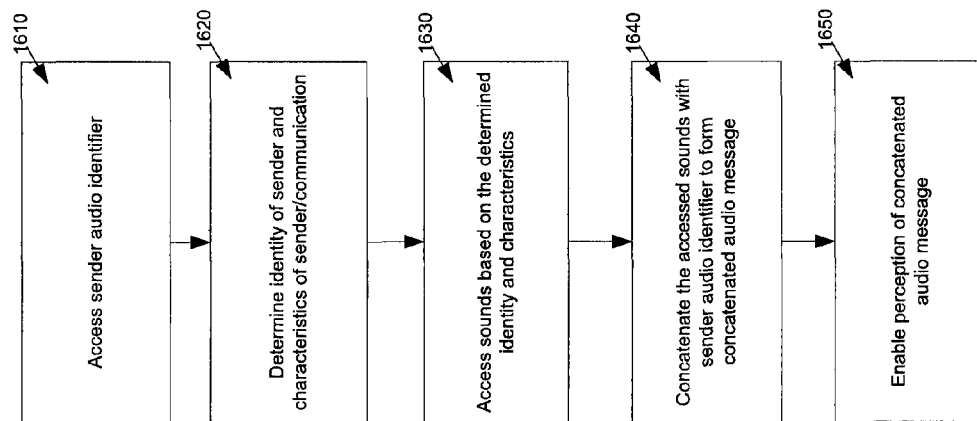 1610
Access sender audio identifier
1620
Determine identity of sender and
characteristics of sender/communication
1630
Access sounds based on the determined
identity and characteristics
1640
Concatenate the accessed sounds with
sender audio identifier to form
concatenated audio message
1650
Enable perception of concatenated
audio message